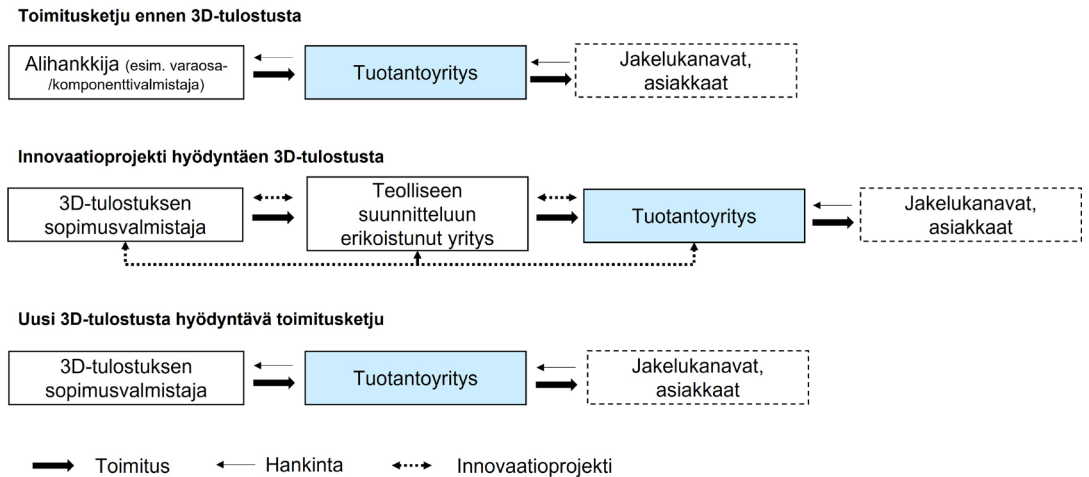 Toimitusketju ennen 3D-tulostusta
Alihankkija (esim. varaosa-
/komponenttivalmistaja)
Tuotantoyritys
Jakelukanavat,
asiakkaat
Innovaatioprojekti hyödyntäen 3D-tulostusta
3D-tulostuksen
sopimusvalmistaja
Teolliseen
suunnitteluun
erikoistunut yritys
Tuotantoyritys
Jakelukanavat,
asiakkaat
Uusi 3D-tulostusta hyödyntävä toimitusketju
3D-tulostuksen
sopimusvalmistaja
Tuotantoyritys
Jakelukanavat,
asiakkaat
Toimitus
Hankinta
Innovaatioprojekti